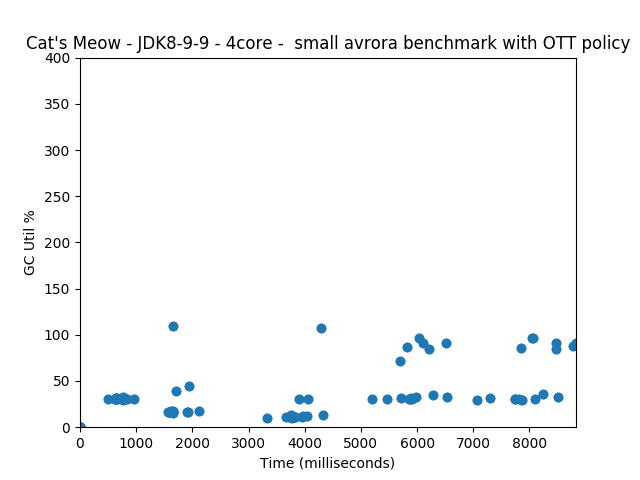 Cat's Meow - JDK8-9-9 - 4core -  small avrora benchmark with OTT policy
400
350
300
250
200
150
100
50
0
GC Util %
0 1000 2000 3000 4000 5000 6000 7000 8000
Time (milliseconds)